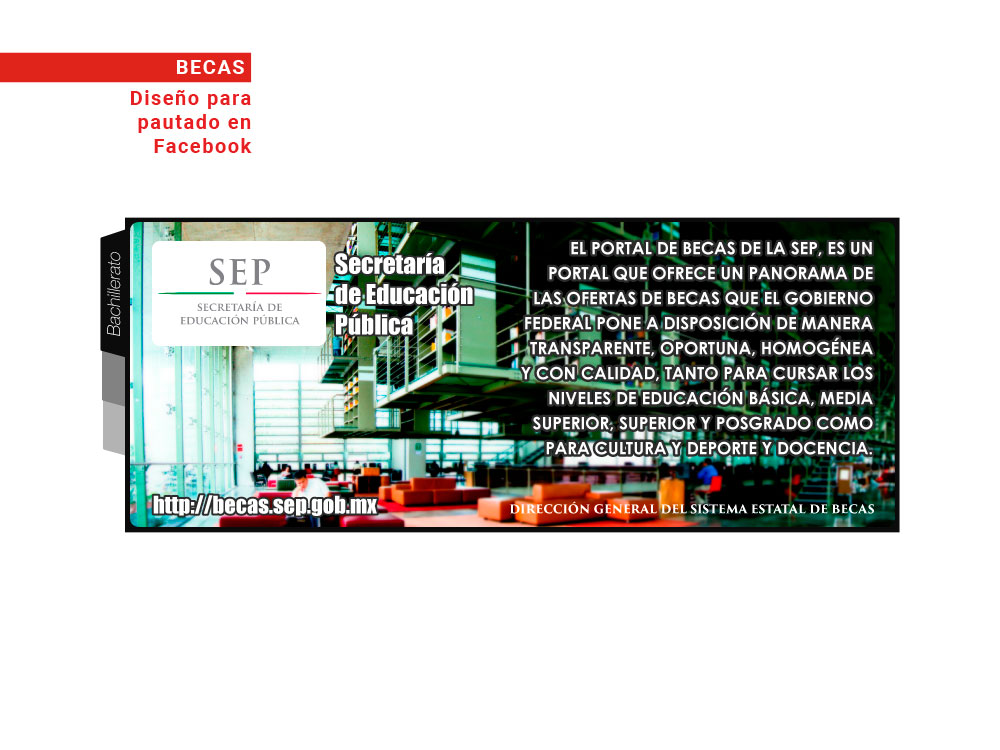 BECAS
Diseño para
pautado en
Facebook
Bachillerato
SEP
SECRETARÍA DE
EDUCACIÓN PÚBLICA
Secretaría
de Educación
Pública
EL PORTAL DE BECAS DE LA SEP, ES UN
PORTAL QUE OFRECE UN PANORAMA DE
LAS OFERTAS DE BECAS QUE EL GOBIERNO
FEDERAL PONE A DISPOSICIÓN DE MANERA
TRANSPARENTE, OPORTUNA, HOMOGÉNEA
Y CON CALIDAD, TANTO PARA CURSAR LOS
NIVELES DE EDUCACIÓN BÁSICA, MEDIA
SUPERIOR, SUPERIOR Y POSGRADO COMO
PARA CULTURA Y DEPORTE Y DOCENCIA.
http://becas.sep.gob.mx
DIRECCIÓN GENERAL DEL SISTEMA ESTATAL DE BECAS